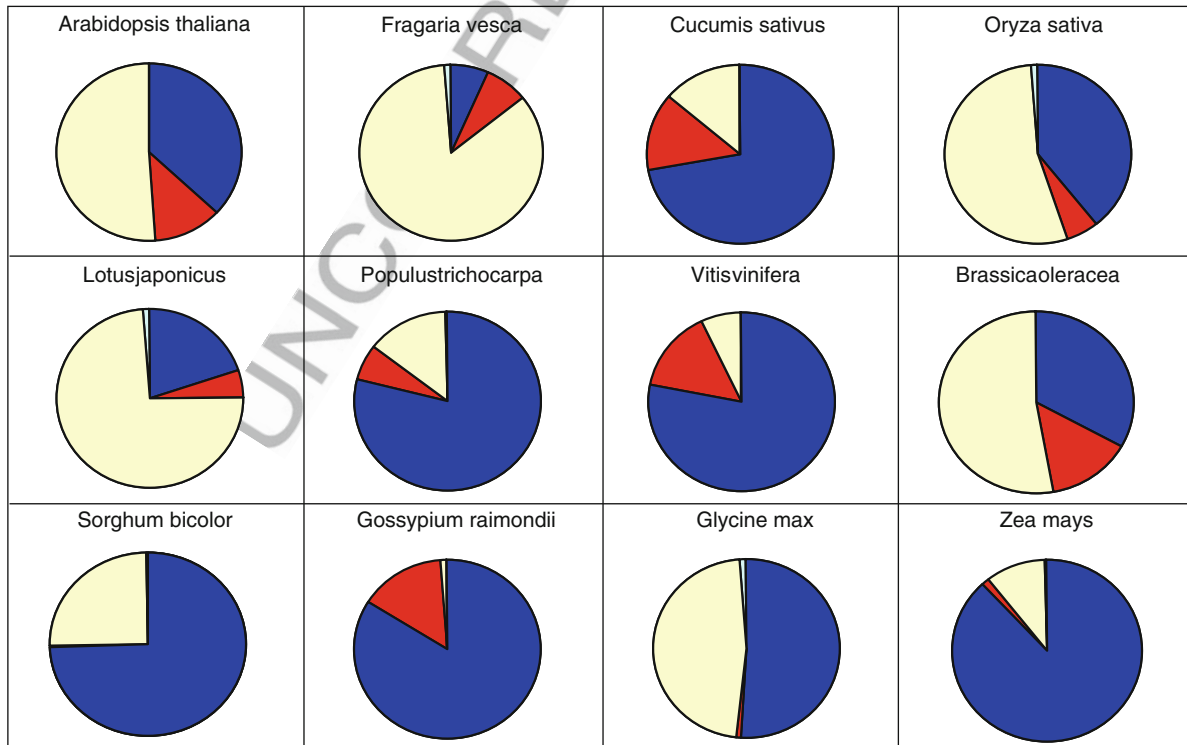 Arabidopsis thaliana
Fragaria vesca
Cucumis sativus
Oryza sativa
Lotusjaponicus
Populustrichocarpa
Vitisvinifera
Brassicaoleracea
Sorghum bicolor
Gossypium raimondii
Glycine max
Zea mays